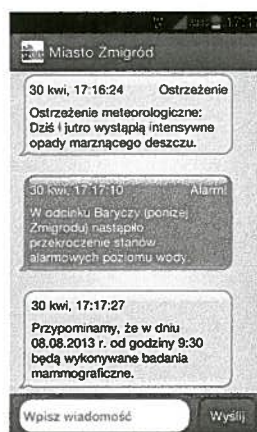 17:17
Miasto Żmigród
30 kwi, 17:16:24 Ostrzeżenie
Ostrzeżenie meteorologiczne:
Dziś i jutro wystąpią intensywne
opady marznącego deszczu.
30 kwi, 17:17:10 Alarm!
W odcinku Baryczy (poniżej
Żmigrodu) nastąpiło
przekroczenie stanów
alarmowych poziomu wody.
30 kwi, 17:17:27
Przypominamy, że w dniu
08.08.2013 r. od godziny 9:30
będą wykonywane badania
mammograficzne.
Wpisz wiadomość Wyślij